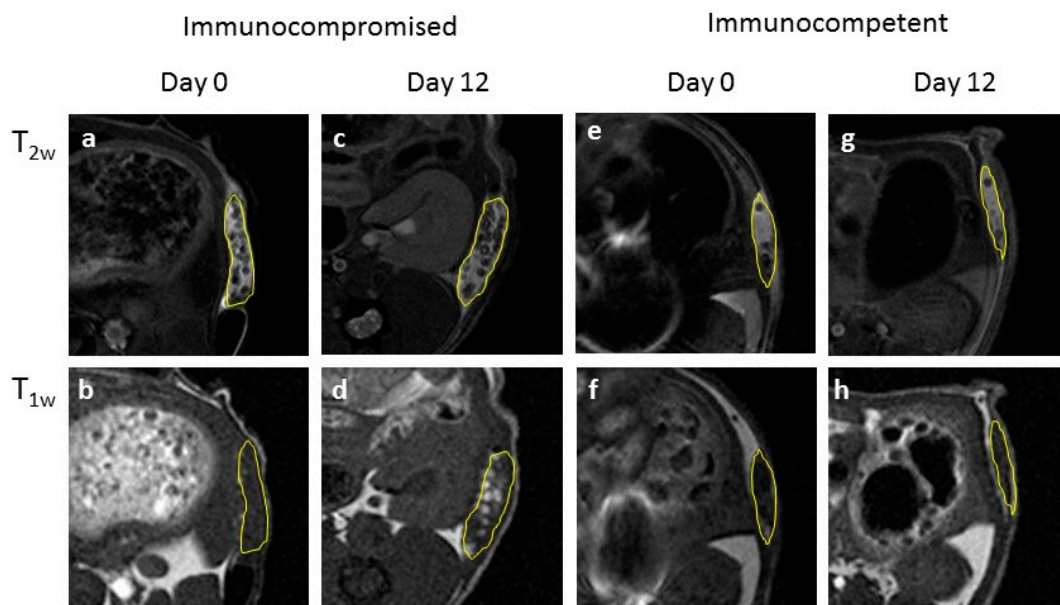 Immunocompromised Immunocompetent
Day 0 Day 12 Day 0 Day 12
T2w a c e g
T1w b d f h